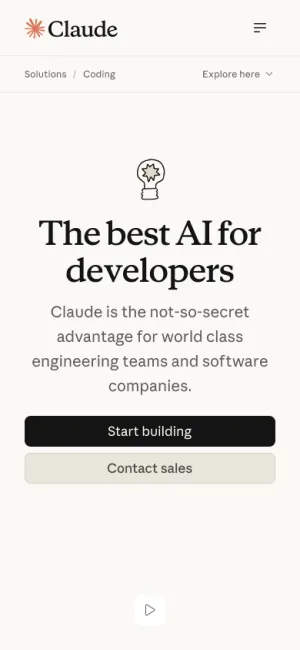 Claude
Solutions / Coding
Explore here
The best AI for
developers
Claude is the not-so-secret
advantage for world class
engineering teams and software
companies.
Start building
Contact sales